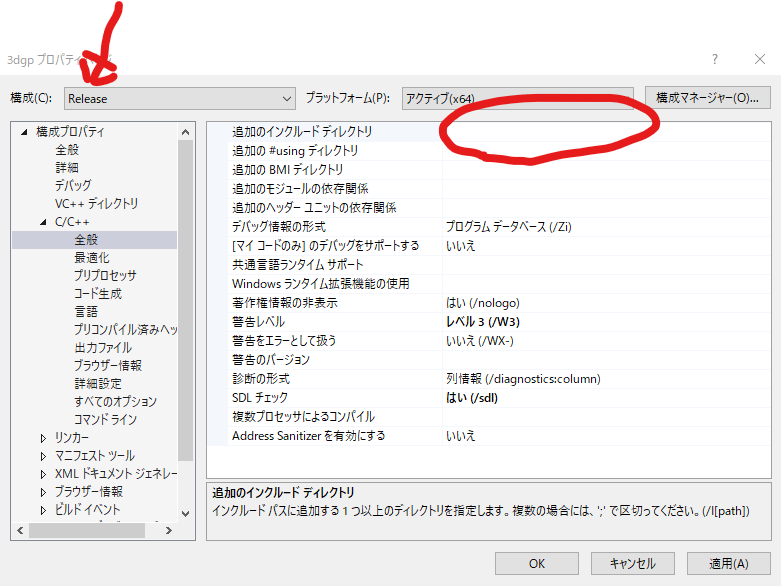 3dgp プロパティ
?
構成(C): Release プラットフォーム(P): アクティブ(x64) 構成マネージャー(O)...
構成プロパティ
全般
詳細
デバッグ
VC++ ディレクトリ
C/C++
全般
最適化
プリプロセッサ
コード生成
言語
プリコンパイル済みヘッ
出力ファイル
ブラウザー情報
詳細設定
すべてのオプション
コマンド ライン
リンカー
マニフェスト ツール
XML ドキュメント ジェネレー
ブラウザー情報
ビルド イベント
追加のインクルード ディレクトリ
追加の #using ディレクトリ
追加の BMI ディレクトリ
追加のモジュールの依存関係
追加のヘッダー ユニットの依存関係
デバッグ情報の形式 プログラム データベース (/Zi)
[マイ コードのみ] のデバッグをサポートする いいえ
共通言語ランタイム サポート
Windows ランタイム拡張機能の使用
著作権情報の非表示 はい (/nologo)
警告レベル レベル 3 (/W3)
警告をエラーとして扱う いいえ (/WX-)
警告のバージョン
診断の形式 列情報 (/diagnostics:column)
SDL チェック はい (/sdl)
複数プロセッサによるコンパイル
Address Sanitizer を有効にする いいえ
追加のインクルード ディレクトリ
インクルード パスに追加する 1 つ以上のディレクトリを指定します。複数の場合には、';' で区切ってください。(/I[path])
OK キャンセル 適用(A)